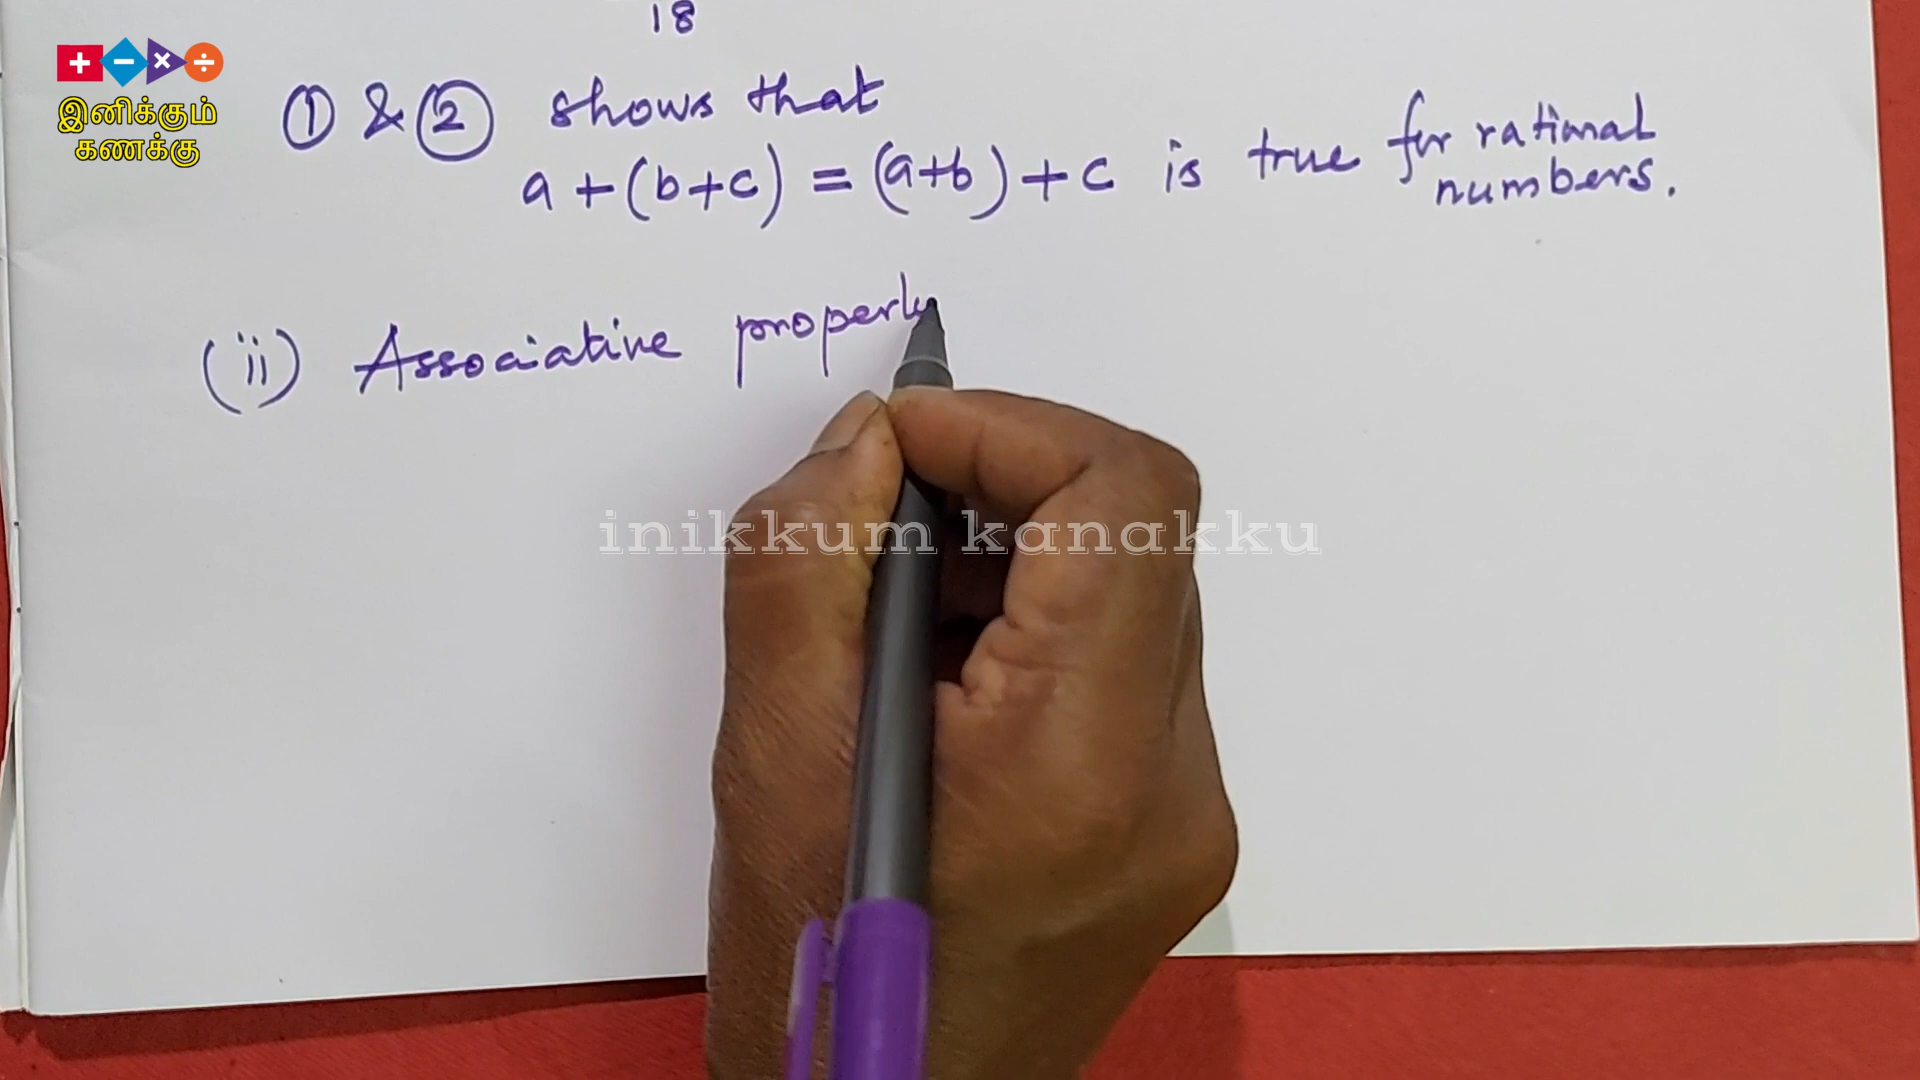 18
+ - × ÷
இனிக்கும்
கணக்கு
① & ② shows that
a + (b+c) = (a+b) + c is true for rational
numbers.
(ii) Associative property
inikkum kanakku